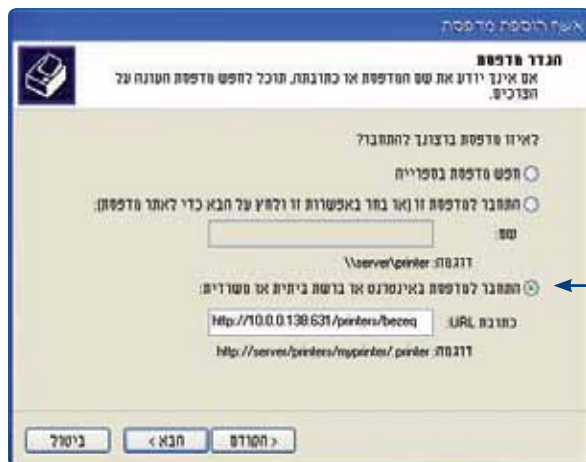 אשף הוספת מדפסת
הגדר מדפסת
אם אינך יודע את שם המדפסת או כתובתה, תוכל לחפש מדפסת העונה על
הצרכים.
לאיזו מדפסת ברצונך להתחבר?
חפש מדפסת בספרייה
התחבר למדפסת זו (או בחר באפשרות זו ולחץ על הבא כדי לאתר מדפסת):
שם:
דוגמה: \\server\printer
התחבר למדפסת באינטרנט או ברשת ביתית או משרדית:
כתובת URL: http://10.0.0.138:631/printers/bezeq
דוגמה: http://server/printers/myprinter/.printer
< הקודם
הבא >
ביטול